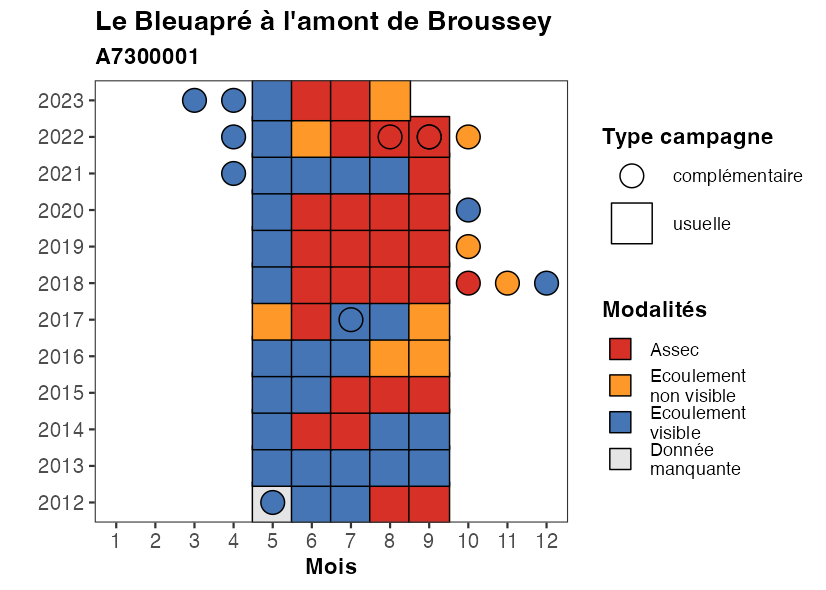 Le Bleuapré à l'amont de Broussey
A7300001
2023
2022
2021
2020
2019
2018
2017
2016
2015
2014
2013
2012
1 2 3 4 5 6 7 8 9 10 11 12
Mois
Type campagne
complémentaire
usuelle
Modalités
Assec
Ecoulement
non visible
Ecoulement
visible
Donnée
manquante